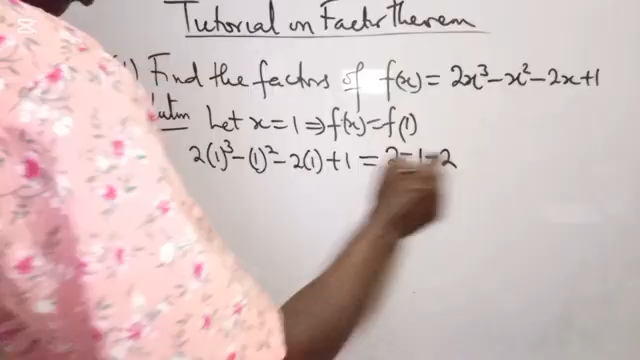 Tutorial on Factor theorem
Find the factors of f(x) = 2x³-x²-2x+1
Let x=1 ⇒ f(x) = f(1)
2(1)³-(1)²-2(1)+1 = 2-1-2